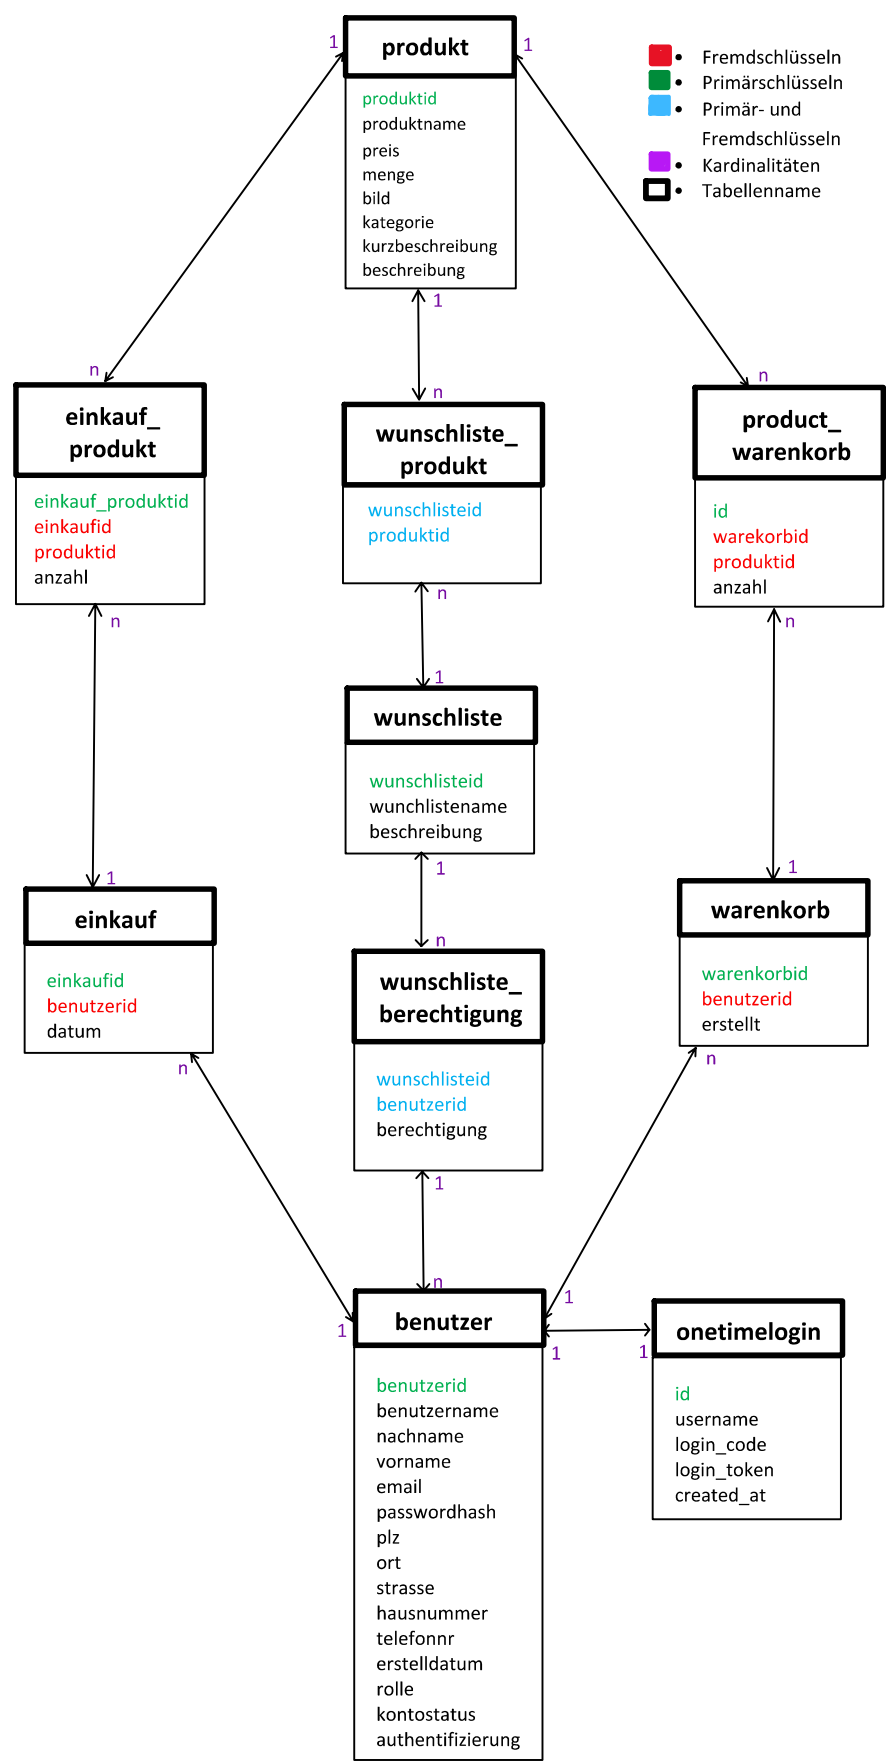 1
produkt
1
produktid
produktname
preis
menge
bild
kategorie
kurzbeschreibung
beschreibung
Fremdschlüsseln
Primärschlüsseln
Primär- und
Fremdschlüsseln
Kardinalitäten
Tabellenname
1
n
n
n
einkauf_
produkt
einkauf_produktid
einkaufid
produktid
anzahl
n
wunschliste_
produkt
wunschlisteid
produktid
n
product_
warenkorb
id
warekorbid
produktid
anzahl
n
1
wunschliste
wunschlisteid
wunchlistename
beschreibung
1
n
1
einkauf
einkaufid
benutzerid
datum
n
wunschliste_
berechtigung
wunschlisteid
benutzerid
berechtigung
1
n
1
warenkorb
warenkorbid
benutzerid
erstellt
n
1
1
benutzer
1
benutzerid
benutzername
nachname
vorname
email
passwordhash
plz
ort
strasse
hausnummer
telefonnr
erstelldatum
rolle
kontostatus
authentifizierung
1
onetimelogin
id
username
login_code
login_token
created_at